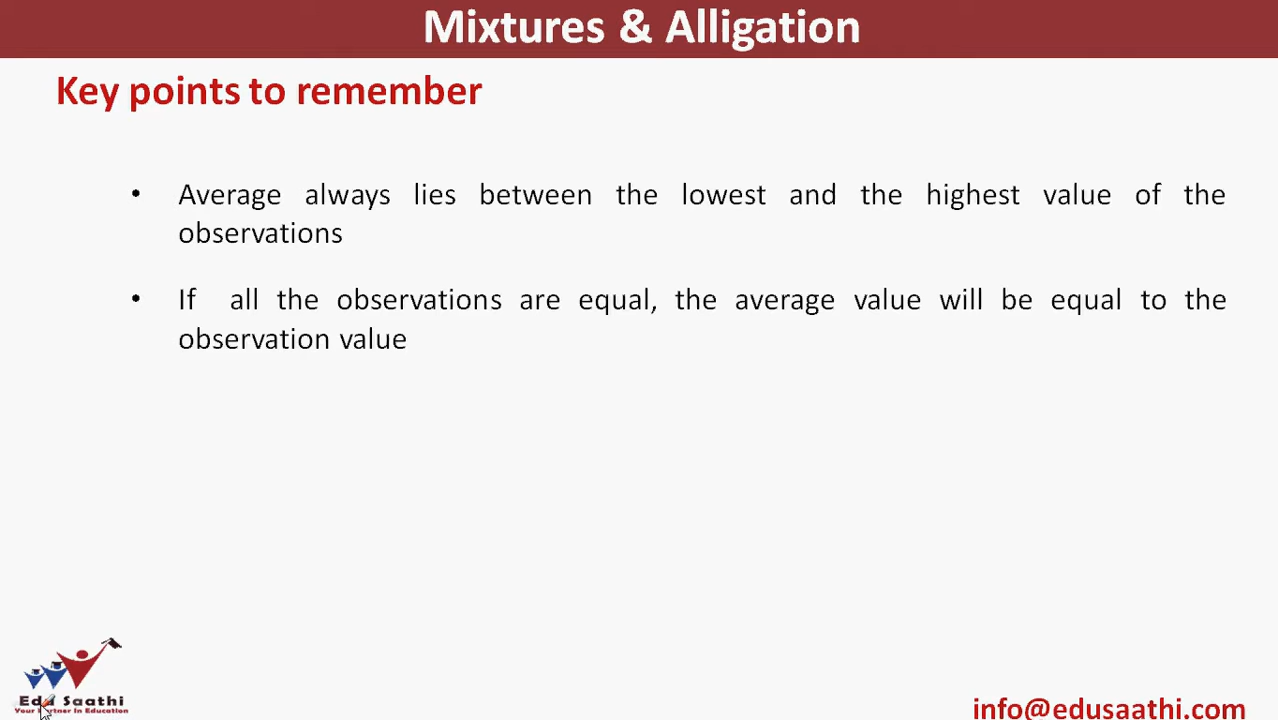 Mixtures & Alligation
Key points to remember
• Average always lies between the lowest and the highest value of the
observations
• If all the observations are equal, the average value will be equal to the
observation value
Edu Saathi
Your Partner In Education
info@edusaathi.com